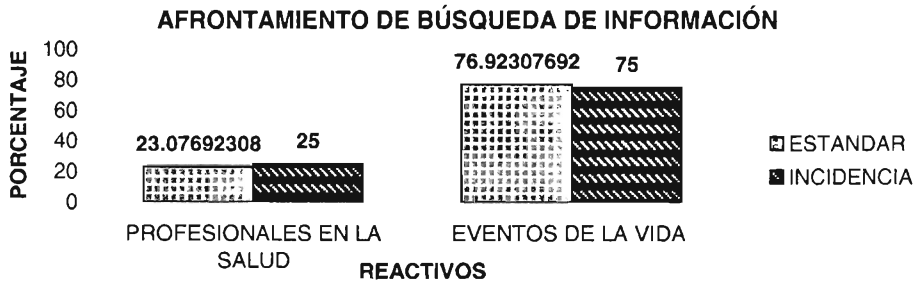 AFRONTAMIENTO DE BÚSQUEDA DE INFORMACIÓN
PORCENTAJE
100
80
60
40
20
0
23.07692308
25
76.92307692
75
PROFESIONALES EN LA
SALUD
EVENTOS DE LA VIDA
REACTIVOS
ESTANDAR
INCIDENCIA